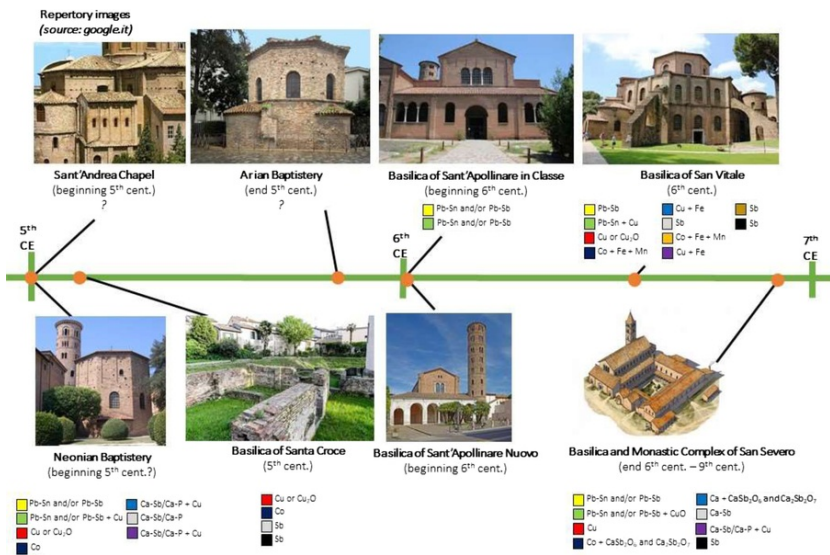 Repertory images
(source: google.it)
Sant'Andrea Chapel
(beginning 5th cent.)
?
Arian Baptistery
(end 5th cent.)
?
Basilica of Sant'Apollinare in Classe
(beginning 6th cent.)
Pb-Sn and/or Pb-Sb
Pb-Sn and/or Pb-Sb
Basilica of San Vitale
(6th cent.)
Pb-Sb
Pb-Sn + Cu
Cu or Cu₂O
Co + Fe + Mn
Cu + Fe
Sb
Co + Fe + Mn
Cu + Fe
Sb
Sb
5th
CE
6th
CE
7th
CE
Neonian Baptistery
(beginning 5th cent.?)
Pb-Sn and/or Pb-Sb
Pb-Sn and/or Pb-Sb + Cu
Cu or Cu₂O
Co
Ca-Sb/Ca-P + Cu
Ca-Sb/Ca-P
Ca-Sb/Ca-P + Cu
Basilica of Santa Croce
(5th cent.)
Cu or Cu₂O
Co
Sb
Sb
Basilica of Sant'Apollinare Nuovo
(beginning 6th cent.)
Basilica and Monastic Complex of San Severo
(end 6th cent. – 9th cent.)
Pb-Sn and/or Pb-Sb
Pb-Sn and/or Pb-Sb + CuO
Cu
Co + CaSb₂O₆ and Ca₂Sb₂O₇
Ca + CaSb₂O₆ and Ca₂Sb₂O₇
Ca-Sb
Ca-Sb/Ca-P + Cu
Sb